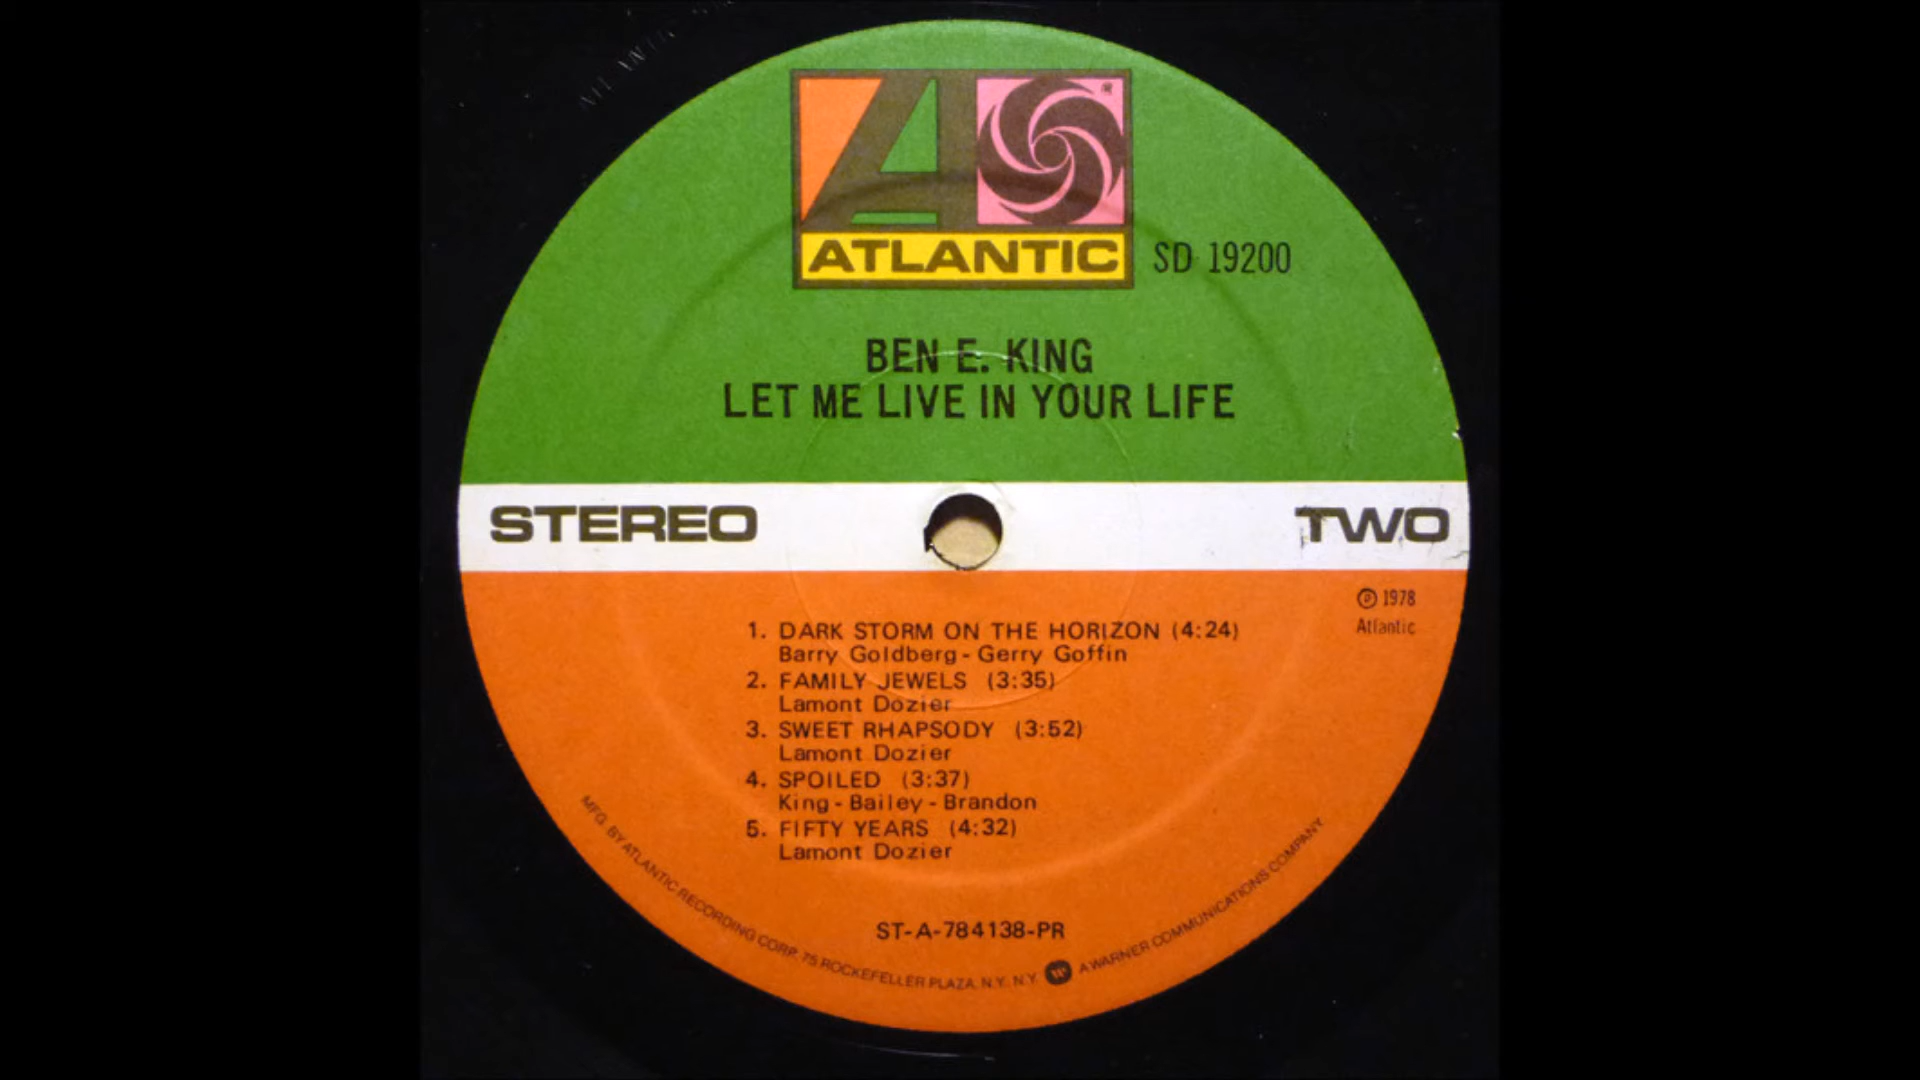 ATLANTIC
SD 19200
BEN E. KING
LET ME LIVE IN YOUR LIFE
STEREO
TWO
℗ 1978
Atlantic
1. DARK STORM ON THE HORIZON (4:24)
Barry Goldberg - Gerry Goffin
2. FAMILY JEWELS (3:35)
Lamont Dozier
3. SWEET RHAPSODY (3:52)
Lamont Dozier
4. SPOILED (3:37)
King - Bailey - Brandon
5. FIFTY YEARS (4:32)
Lamont Dozier
ST-A-784138-PR
MFG. BY ATLANTIC RECORDING CORP. 75 ROCKEFELLER PLAZA, N.Y. N.Y. A WARNER COMMUNICATIONS COMPANY